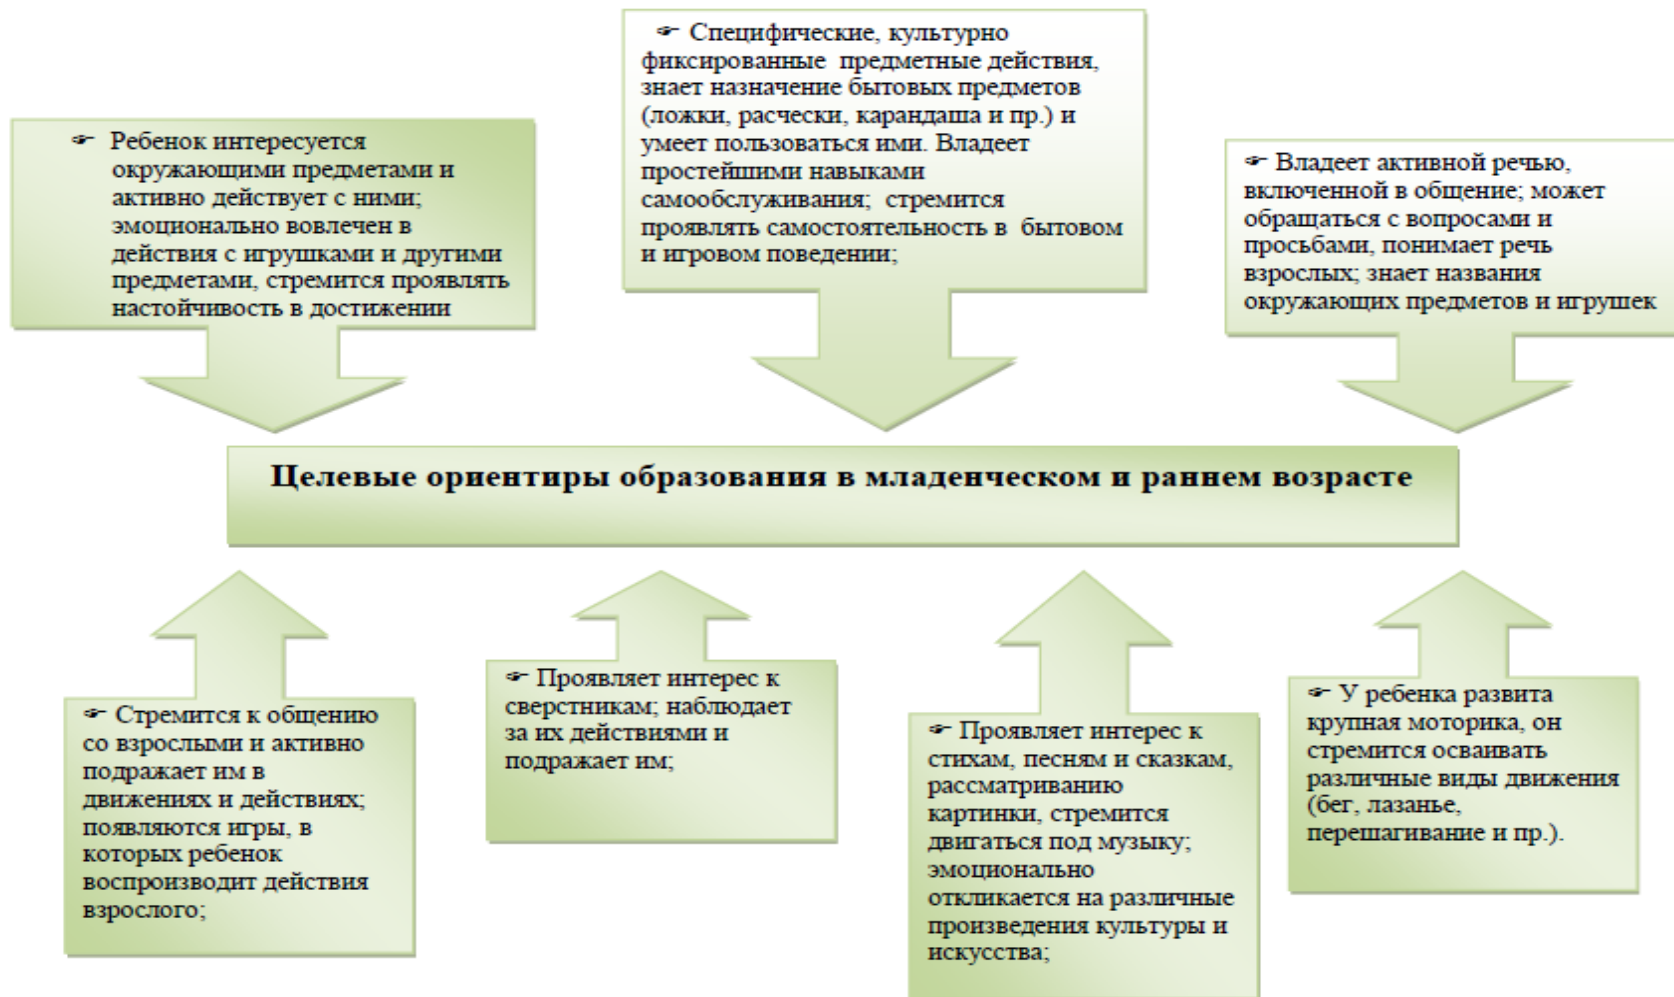 ☞ Ребенок интересуется
окружающими предметами и
активно действует с ними;
эмоционально вовлечен в
действия с игрушками и другими
предметами, стремится проявлять
настойчивость в достижении
☞ Специфические, культурно
фиксированные предметные действия,
знает назначение бытовых предметов
(ложки, расчески, карандаша и пр.) и
умеет пользоваться ими. Владеет
простейшими навыками
самообслуживания; стремится
проявлять самостоятельность в бытовом
и игровом поведении;
☞ Владеет активной речью,
включенной в общение; может
обращаться с вопросами и
просьбами, понимает речь
взрослых; знает названия
окружающих предметов и игрушек
Целевые ориентиры образования в младенческом и раннем возрасте
☞ Стремится к общению
со взрослыми и активно
подражает им в
движениях и действиях;
появляются игры, в
которых ребенок
воспроизводит действия
взрослого;
☞ Проявляет интерес к
сверстникам; наблюдает
за их действиями и
подражает им;
☞ Проявляет интерес к
стихам, песням и сказкам,
рассматриванию
картинки, стремится
двигаться под музыку;
эмоционально
откликается на различные
произведения культуры и
искусства;
☞ У ребенка развита
крупная моторика, он
стремится осваивать
различные виды движения
(бег, лазанье,
перешагивание и пр.).